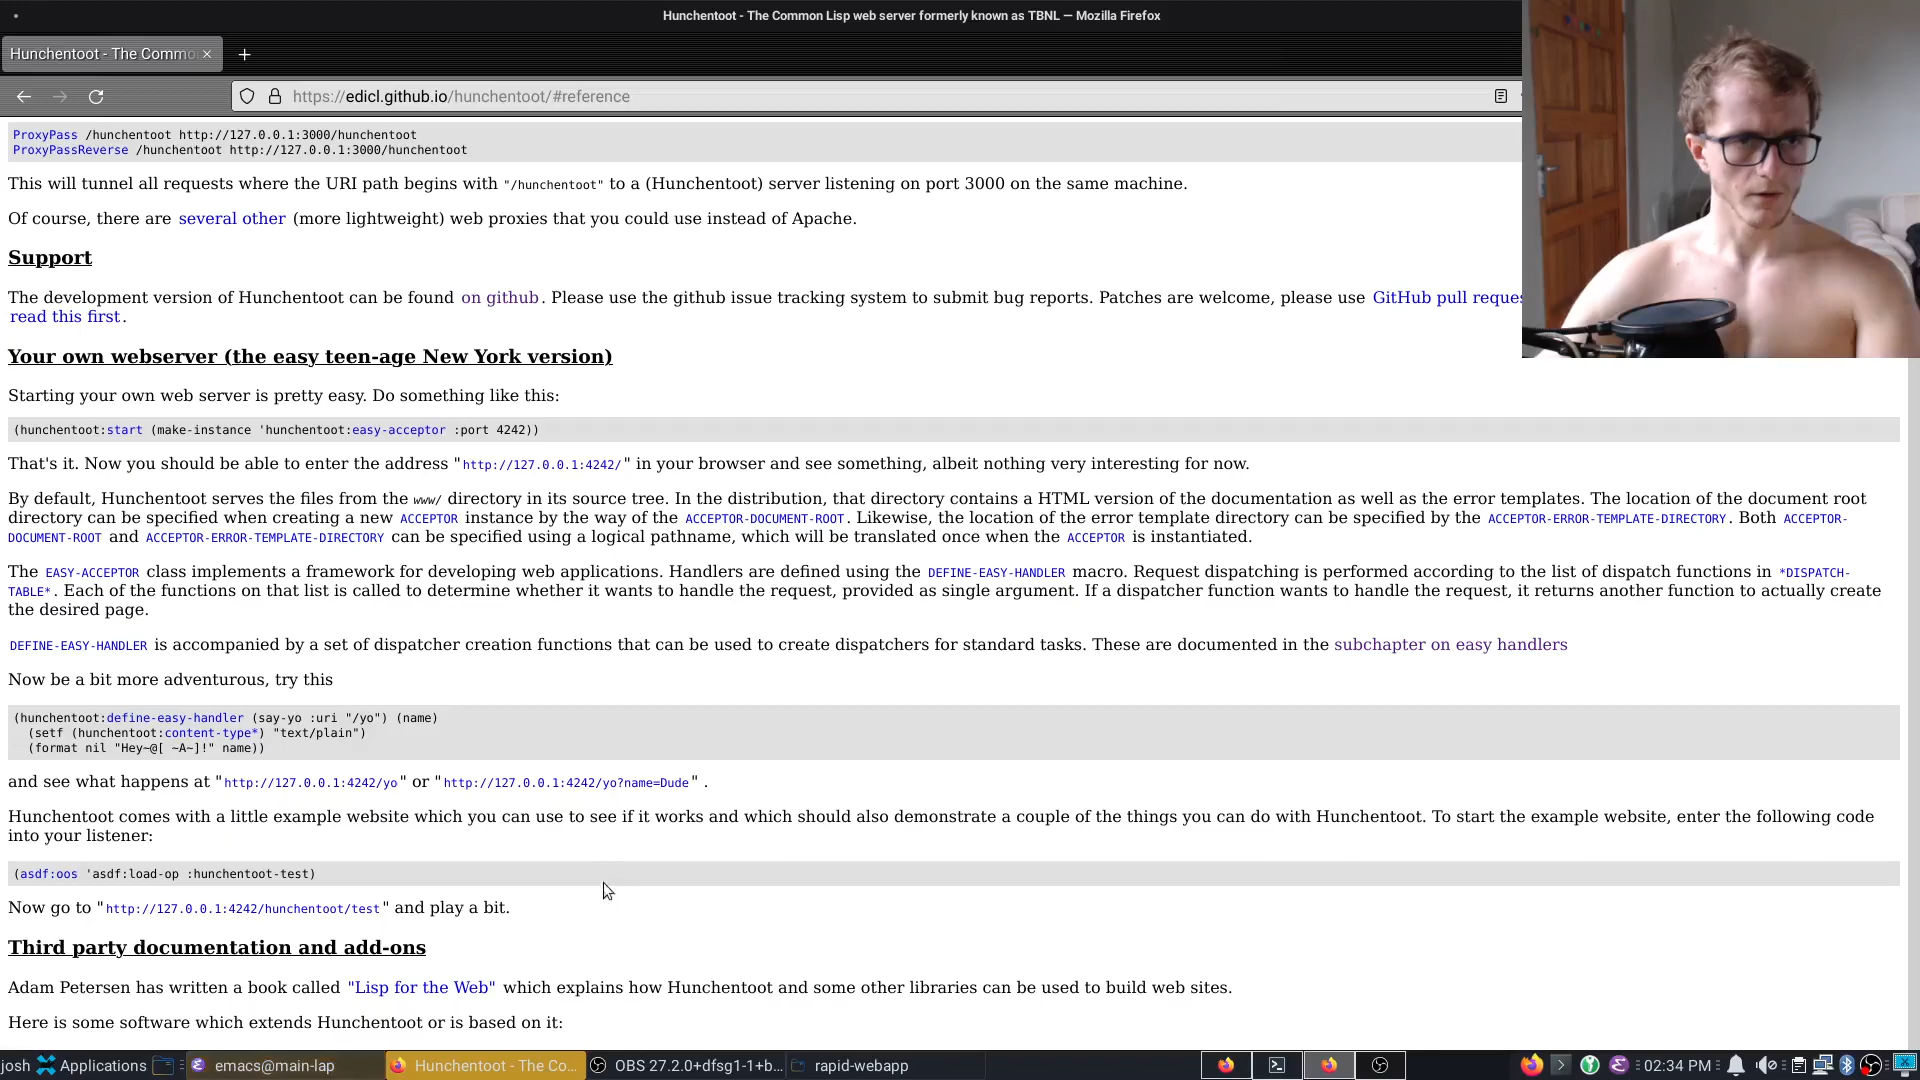 Hunchentoot - The Common Lisp web server formerly known as TBNL — Mozilla Firefox
Hunchentoot - The Commo
https://edicl.github.io/hunchentoot/#reference
ProxyPass /hunchentoot http://127.0.0.1:3000/hunchentoot
ProxyPassReverse /hunchentoot http://127.0.0.1:3000/hunchentoot
This will tunnel all requests where the URI path begins with "/hunchentoot" to a (Hunchentoot) server listening on port 3000 on the same machine.
Of course, there are several other (more lightweight) web proxies that you could use instead of Apache.
Support
The development version of Hunchentoot can be found on github. Please use the github issue tracking system to submit bug reports. Patches are welcome, please use GitHub pull reque
read this first.
Your own webserver (the easy teen-age New York version)
Starting your own web server is pretty easy. Do something like this:
(hunchentoot:start (make-instance 'hunchentoot:easy-acceptor :port 4242))
That's it. Now you should be able to enter the address "http://127.0.0.1:4242/" in your browser and see something, albeit nothing very interesting for now.
By default, Hunchentoot serves the files from the www/ directory in its source tree. In the distribution, that directory contains a HTML version of the documentation as well as the error templates. The location of the document root
directory can be specified when creating a new ACCEPTOR instance by the way of the ACCEPTOR-DOCUMENT-ROOT. Likewise, the location of the error template directory can be specified by the ACCEPTOR-ERROR-TEMPLATE-DIRECTORY. Both ACCEPTOR-
DOCUMENT-ROOT and ACCEPTOR-ERROR-TEMPLATE-DIRECTORY can be specified using a logical pathname, which will be translated once when the ACCEPTOR is instantiated.
The EASY-ACCEPTOR class implements a framework for developing web applications. Handlers are defined using the DEFINE-EASY-HANDLER macro. Request dispatching is performed according to the list of dispatch functions in *DISPATCH-
TABLE*. Each of the functions on that list is called to determine whether it wants to handle the request, provided as single argument. If a dispatcher function wants to handle the request, it returns another function to actually create
the desired page.
DEFINE-EASY-HANDLER is accompanied by a set of dispatcher creation functions that can be used to create dispatchers for standard tasks. These are documented in the subchapter on easy handlers
Now be a bit more adventurous, try this
(hunchentoot:define-easy-handler (say-yo :uri "/yo") (name)
(setf (hunchentoot:content-type*) "text/plain")
(format nil "Hey~@[ ~A~]!" name))
and see what happens at "http://127.0.0.1:4242/yo" or "http://127.0.0.1:4242/yo?name=Dude" .
Hunchentoot comes with a little example website which you can use to see if it works and which should also demonstrate a couple of the things you can do with Hunchentoot. To start the example website, enter the following code
into your listener:
(asdf:oos 'asdf:load-op :hunchentoot-test)
Now go to "http://127.0.0.1:4242/hunchentoot/test" and play a bit.
Third party documentation and add-ons
Adam Petersen has written a book called "Lisp for the Web" which explains how Hunchentoot and some other libraries can be used to build web sites.
Here is some software which extends Hunchentoot or is based on it:
josh Applications emacs@main-lap Hunchentoot - The Co... OBS 27.2.0+dfsg1-1+b... rapid-webapp 02:34 PM